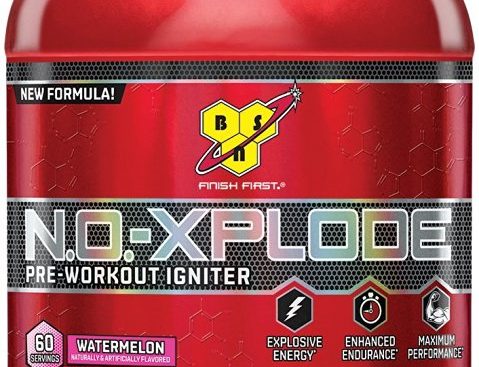 NEW FORMULA!
B S
N
FINISH FIRST.®
N.O.-XPLODE
PRE-WORKOUT IGNITER
60
SERVINGS
WATERMELON
NATURALLY & ARTIFICIALLY FLAVORED
EXPLOSIVE
ENERGY*
ENHANCED
ENDURANCE*
MAXIMUM
PERFORMANCE*